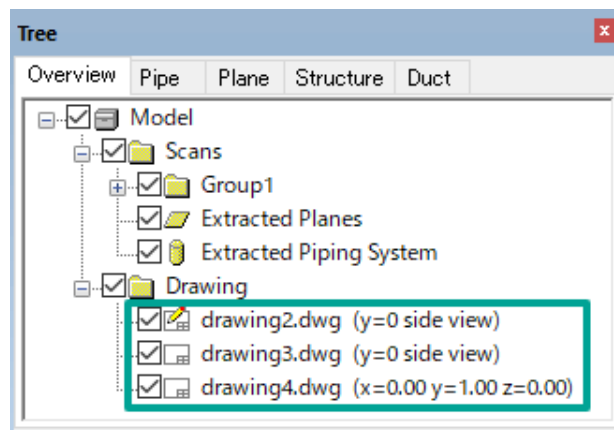 Tree
Overview Pipe Plane Structure Duct
Model
Scans
Group1
Extracted Planes
Extracted Piping System
Drawing
drawing2.dwg (y=0 side view)
drawing3.dwg (y=0 side view)
drawing4.dwg (x=0.00 y=1.00 z=0.00)